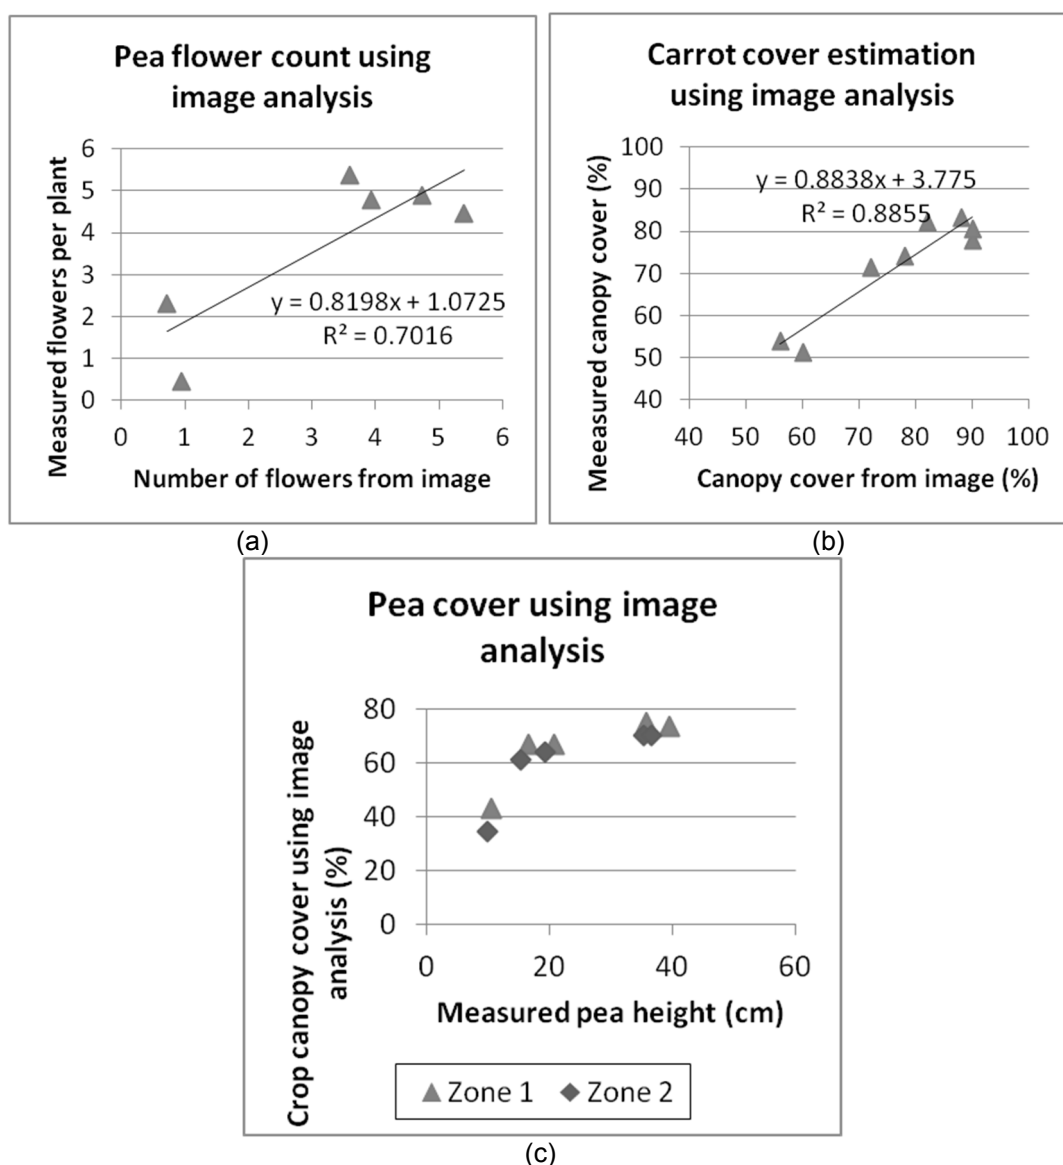 Pea flower count using
image analysis
Measured flowers per plant
6
5
4
3
2
1
0
y = 0.8198x + 1.0725
R² = 0.7016
0 1 2 3 4 5 6
Number of flowers from image
(a)
Carrot cover estimation
using image analysis
Meeasured canopy cover (%)
100
90
80
70
60
50
40
y = 0.8838x + 3.775
R² = 0.8855
40 50 60 70 80 90 100
Canopy cover from image (%)
(b)
Pea cover using image
analysis
Crop canopy cover using image
analysis (%)
80
60
40
20
0
0 20 40 60
Measured pea height (cm)
Zone 1 Zone 2
(c)